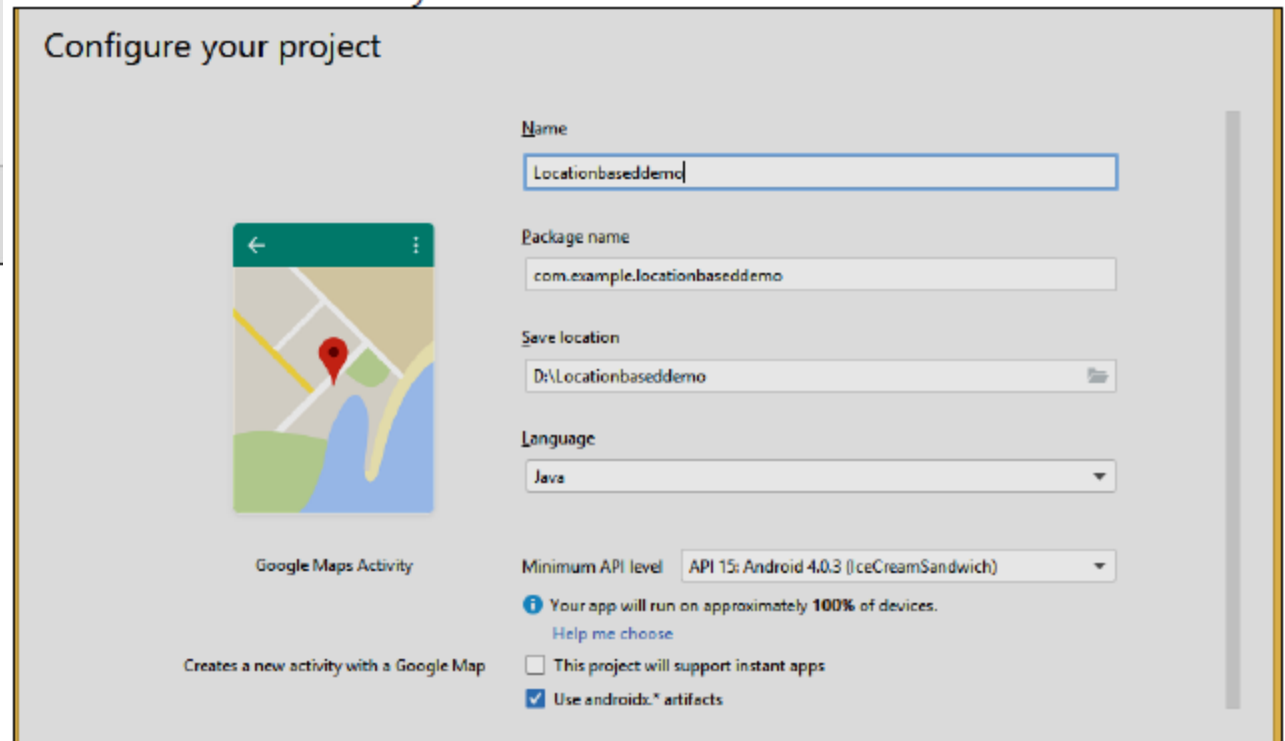 Configure your project
Name
Locationbaseddemo
Package name
com.example.locationbaseddemo
Save location
D:\Locationbaseddemo
Language
Java
Google Maps Activity
Minimum API level API 15: Android 4.0.3 (IceCreamSandwich)
Your app will run on approximately 100% of devices.
Help me choose
Creates a new activity with a Google Map
This project will support instant apps
Use androidx.* artifacts